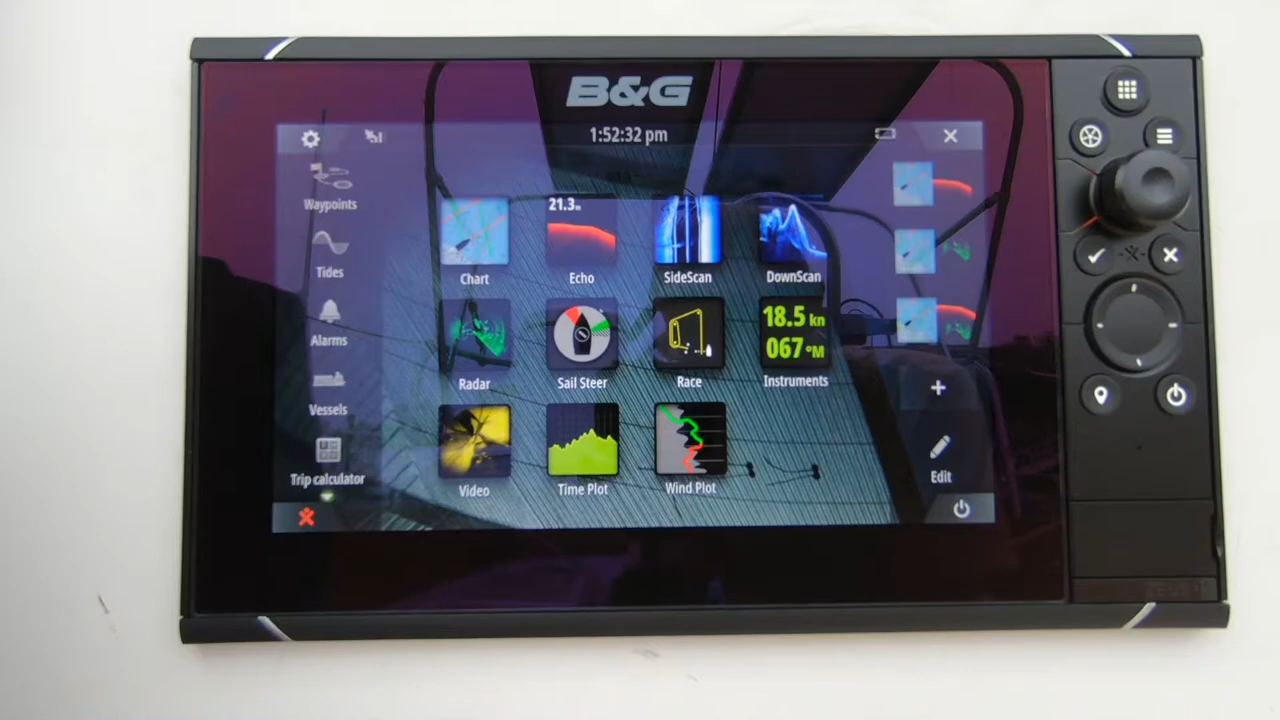 B&G
1:52:32 pm
Waypoints
Tides
Alarms
Vessels
Trip calculator
21.3m
Chart
Echo
SideScan
DownScan
18.5 kn
067 °M
Radar
Sail Steer
Race
Instruments
Video
Time Plot
Wind Plot
Edit